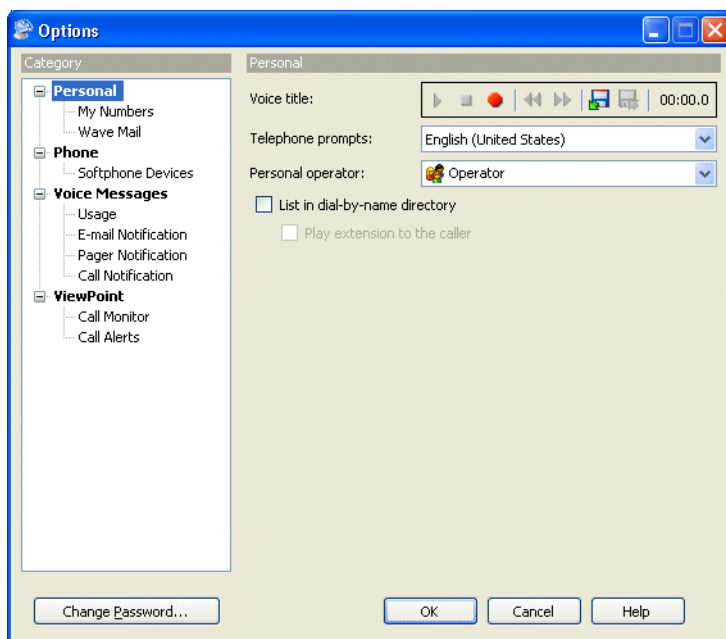 Options
Category
Personal
My Numbers
Wave Mail
Phone
Softphone Devices
Voice Messages
Usage
E-mail Notification
Pager Notification
Call Notification
ViewPoint
Call Monitor
Call Alerts
Personal
Voice title:
00:00.0
Telephone prompts:
English (United States)
Personal operator:
Operator
List in dial-by-name directory
Play extension to the caller
Change Password...
OK
Cancel
Help